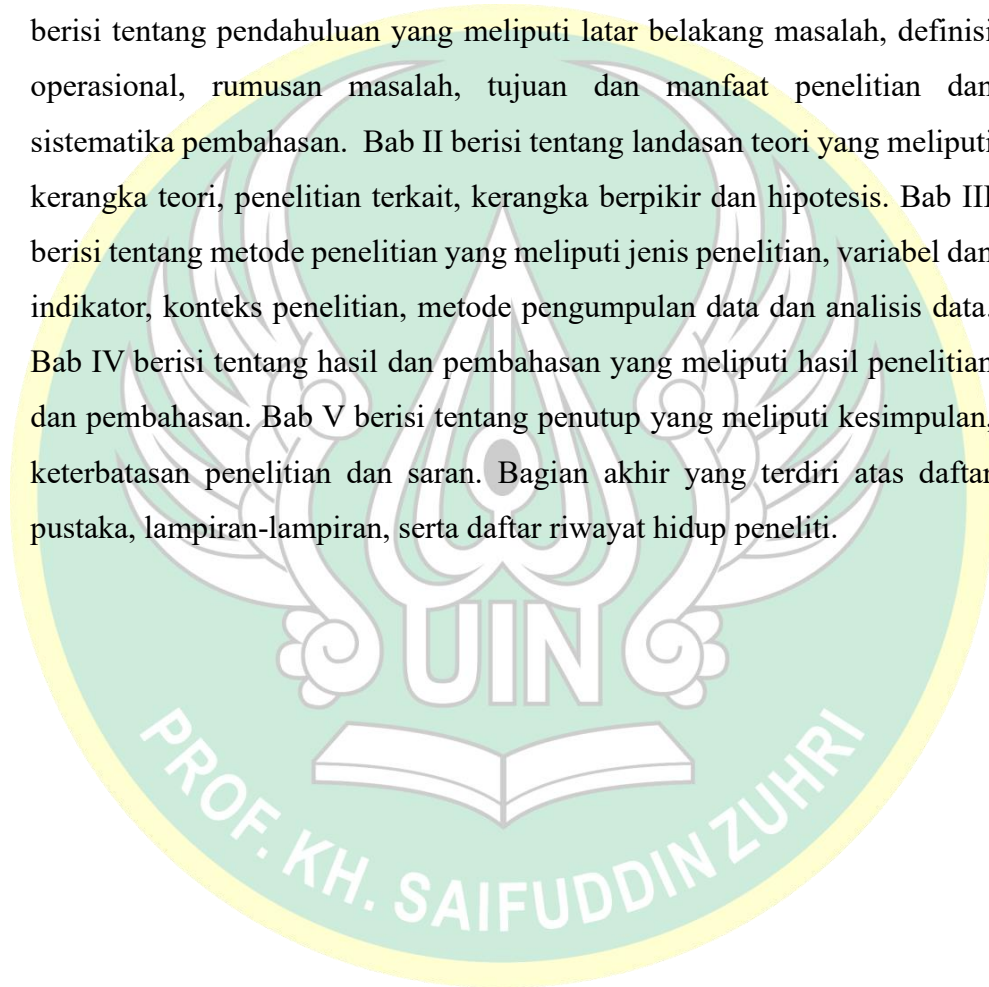 berisi tentang pendahuluan yang meliputi latar belakang masalah, definisi
operasional, rumusan masalah, tujuan dan manfaat penelitian dan
sistematika pembahasan. Bab II berisi tentang landasan teori yang meliputi
kerangka teori, penelitian terkait, kerangka berpikir dan hipotesis. Bab III
berisi tentang metode penelitian yang meliputi jenis penelitian, variabel dan
indikator, konteks penelitian, metode pengumpulan data dan analisis data.
Bab IV berisi tentang hasil dan pembahasan yang meliputi hasil penelitian
dan pembahasan. Bab V berisi tentang penutup yang meliputi kesimpulan,
keterbatasan penelitian dan saran. Bagian akhir yang terdiri atas daftar
pustaka, lampiran-lampiran, serta daftar riwayat hidup peneliti.
UIN
PROF. KH. SAIFUDDIN ZUHRI